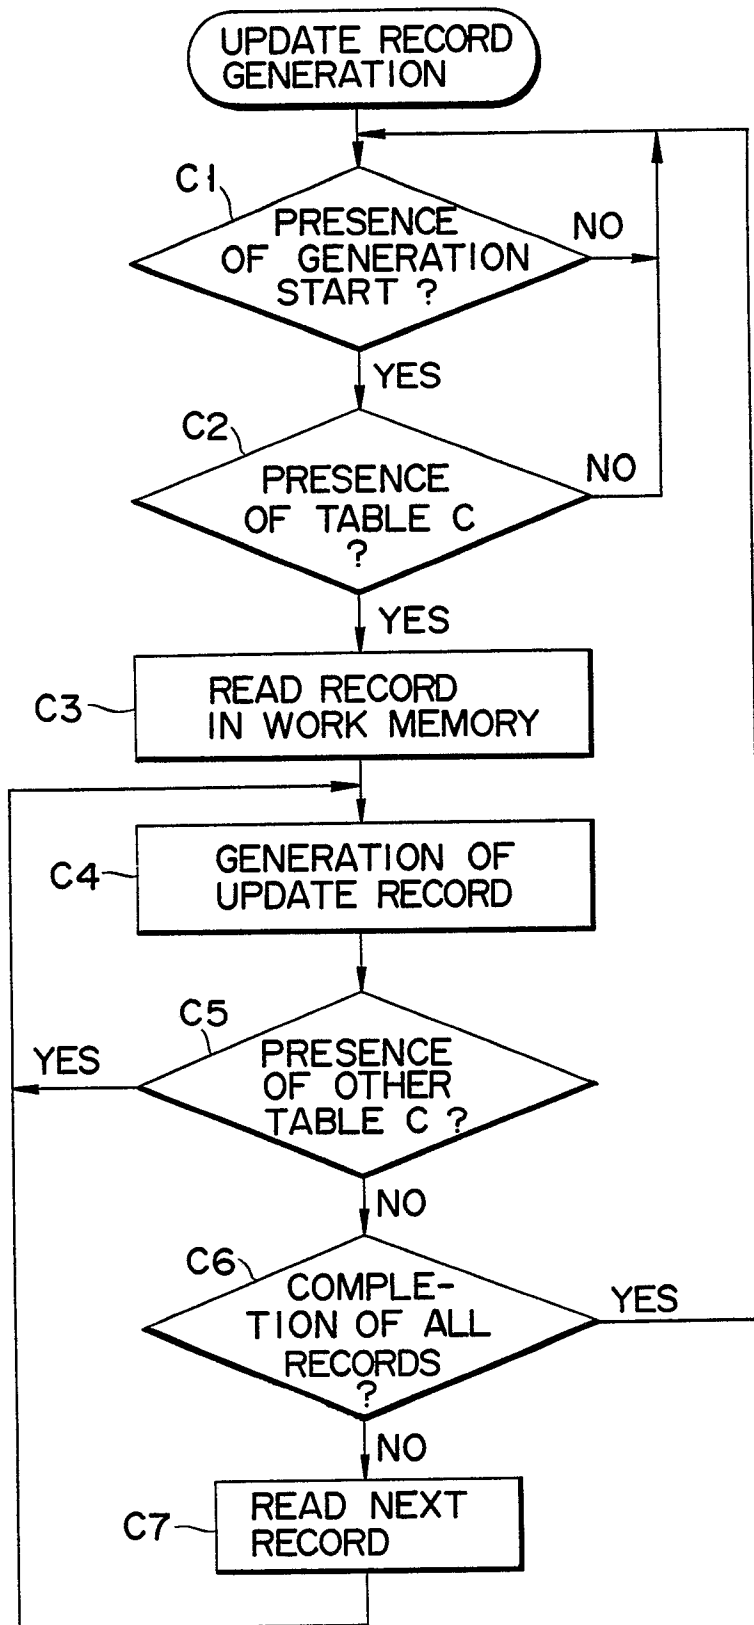 UPDATE RECORD
GENERATION
C1
PRESENCE
OF GENERATION
START ?
NO
YES
C2
PRESENCE
OF TABLE C
?
NO
YES
C3
READ RECORD
IN WORK MEMORY
C4
GENERATION OF
UPDATE RECORD
C5
PRESENCE
OF OTHER
TABLE C ?
YES
NO
C6
COMPLE-
TION OF ALL
RECORDS
?
YES
NO
C7
READ NEXT
RECORD